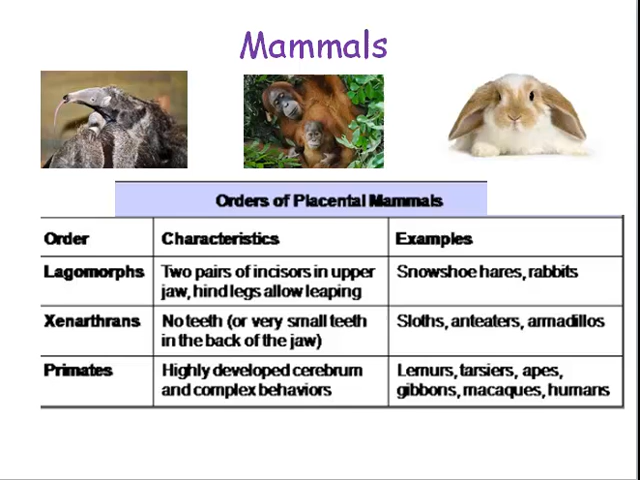 Mammals
Orders of Placental Mammals
Order Characteristics Examples
Lagomorphs Two pairs of incisors in upper Snowshoe hares, rabbits
jaw, hind legs allow leaping
Xenarthrans No teeth (or very small teeth Sloths, anteaters, armadillos
in the back of the jaw)
Primates Highly developed cerebrum Lemurs, tarsiers, apes,
and complex behaviors gibbons, macaques, humans